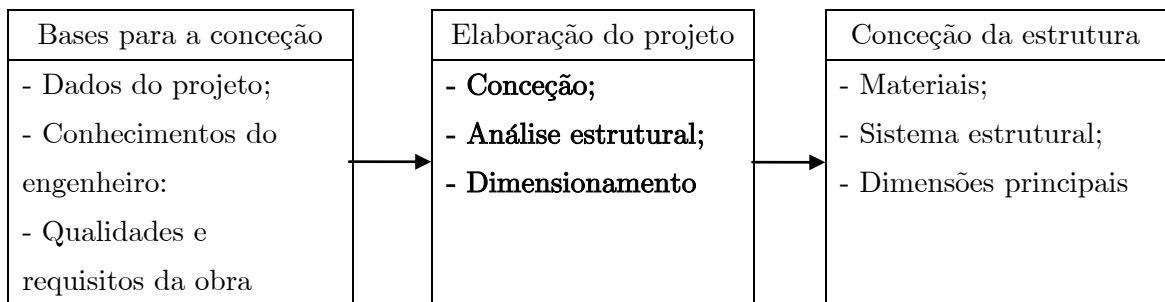 Bases para a conceção
- Dados do projeto;
- Conhecimentos do
engenheiro:
- Qualidades e
requisitos da obra
Elaboração do projeto
- Conceção;
- Análise estrutural;
- Dimensionamento
Conceção da estrutura
- Materiais;
- Sistema estrutural;
- Dimensões principais